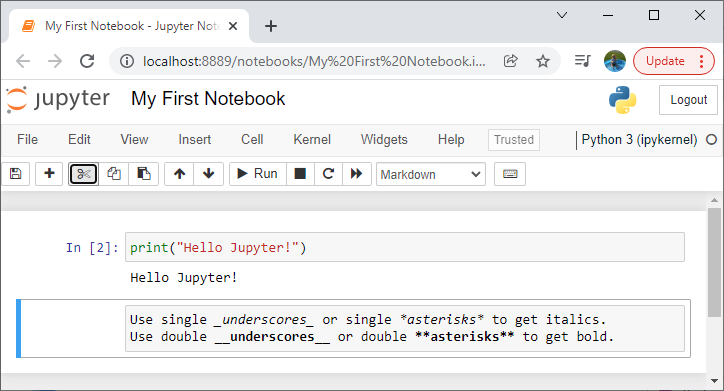 My First Notebook - Jupyter Note
localhost:8889/notebooks/My%20First%20Notebook.i...
Update
jupyter
My First Notebook
Logout
File Edit View Insert Cell Kernel Widgets Help Trusted Python 3 (ipykernel)
Run Markdown
In [2]: print("Hello Jupyter!")
Hello Jupyter!
Use single _underscores_ or single *asterisks* to get italics.
Use double __underscores__ or double **asterisks** to get bold.